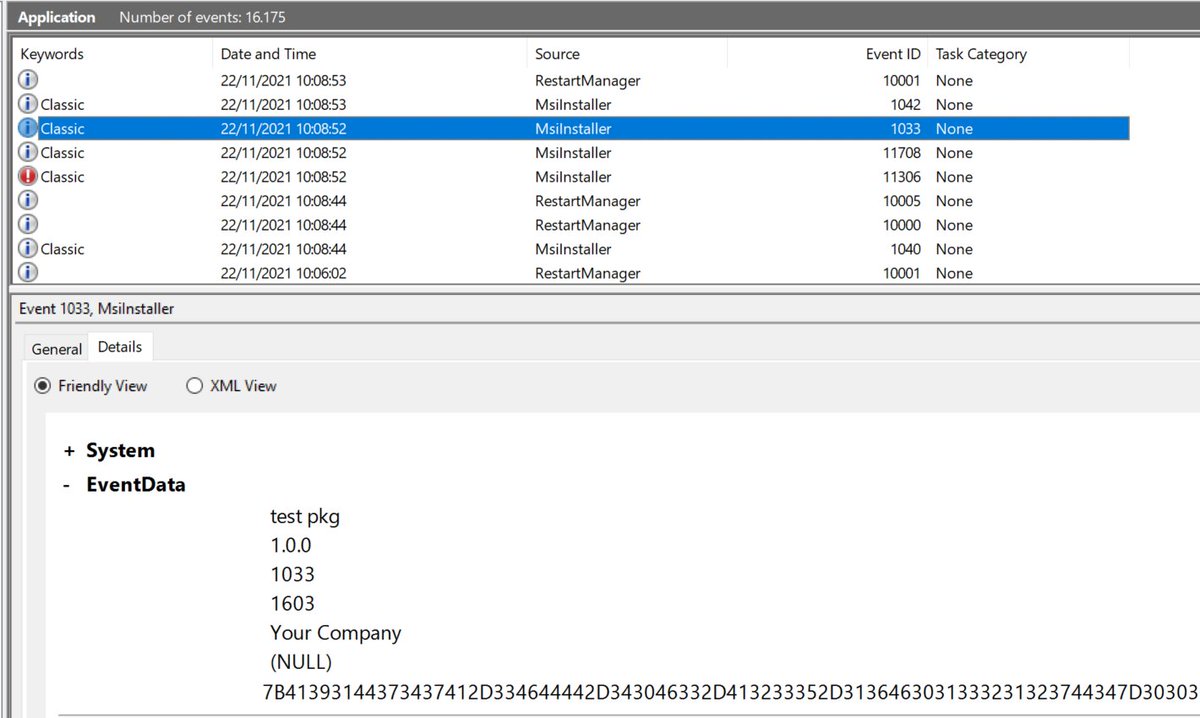 Application Number of events: 16.175
Keywords Date and Time Source Event ID Task Category
22/11/2021 10:08:53 RestartManager 10001 None
Classic 22/11/2021 10:08:53 MsiInstaller 1042 None
Classic 22/11/2021 10:08:52 MsiInstaller 1033 None
Classic 22/11/2021 10:08:52 MsiInstaller 11708 None
Classic 22/11/2021 10:08:52 MsiInstaller 11306 None
22/11/2021 10:08:44 RestartManager 10005 None
22/11/2021 10:08:44 RestartManager 10000 None
Classic 22/11/2021 10:08:44 MsiInstaller 1040 None
22/11/2021 10:06:02 RestartManager 10001 None
Event 1033, MsiInstaller
General Details
Friendly View XML View
+ System
- EventData
test pkg
1.0.0
1033
1603
Your Company
(NULL)
7B41393144373437412D334644442D343046332D413233352D3136463031333231323744347D30303